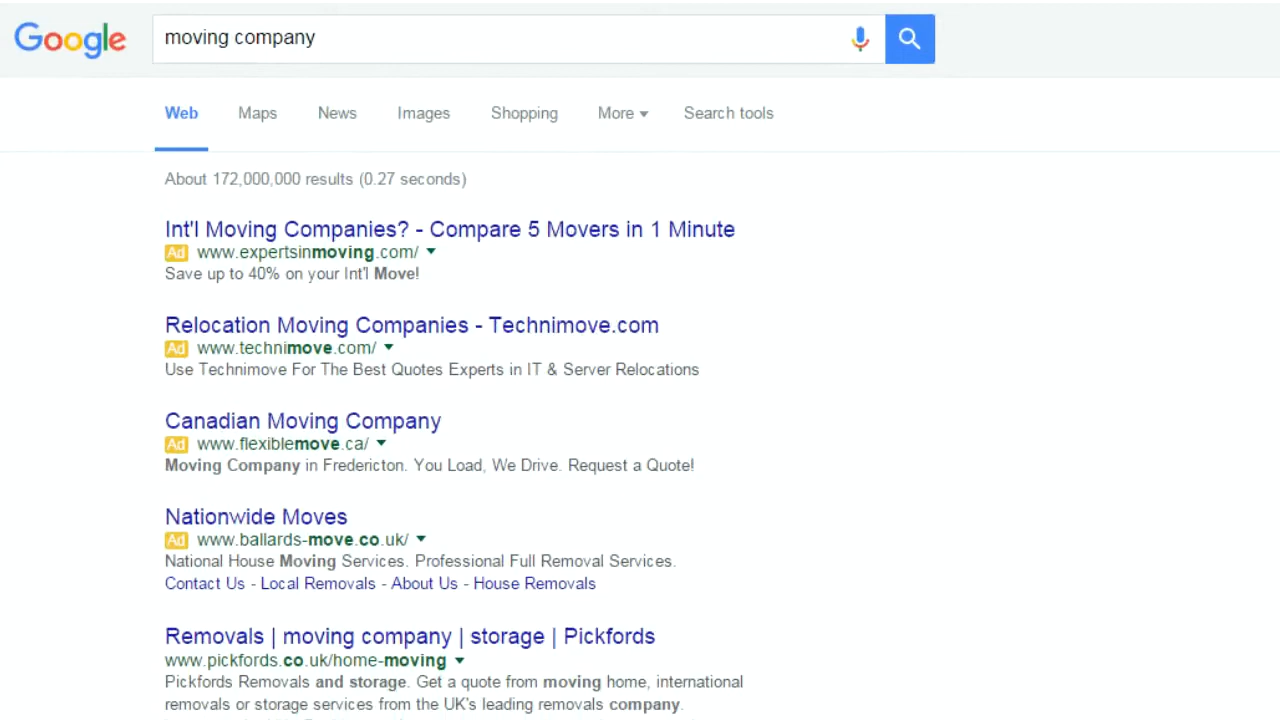 Google
moving company
Web Maps News Images Shopping More Search tools
About 172,000,000 results (0.27 seconds)
Int'l Moving Companies? - Compare 5 Movers in 1 Minute
Ad www.expertsinmoving.com/
Save up to 40% on your Int'l Move!
Relocation Moving Companies - Technimove.com
Ad www.technimove.com/
Use Technimove For The Best Quotes Experts in IT & Server Relocations
Canadian Moving Company
Ad www.flexiblemove.ca/
Moving Company in Fredericton. You Load, We Drive. Request a Quote!
Nationwide Moves
Ad www.ballards-move.co.uk/
National House Moving Services. Professional Full Removal Services.
Contact Us - Local Removals - About Us - House Removals
Removals | moving company | storage | Pickfords
www.pickfords.co.uk/home-moving
Pickfords Removals and storage. Get a quote from moving home, international
removals or storage services from the UK's leading removals company.